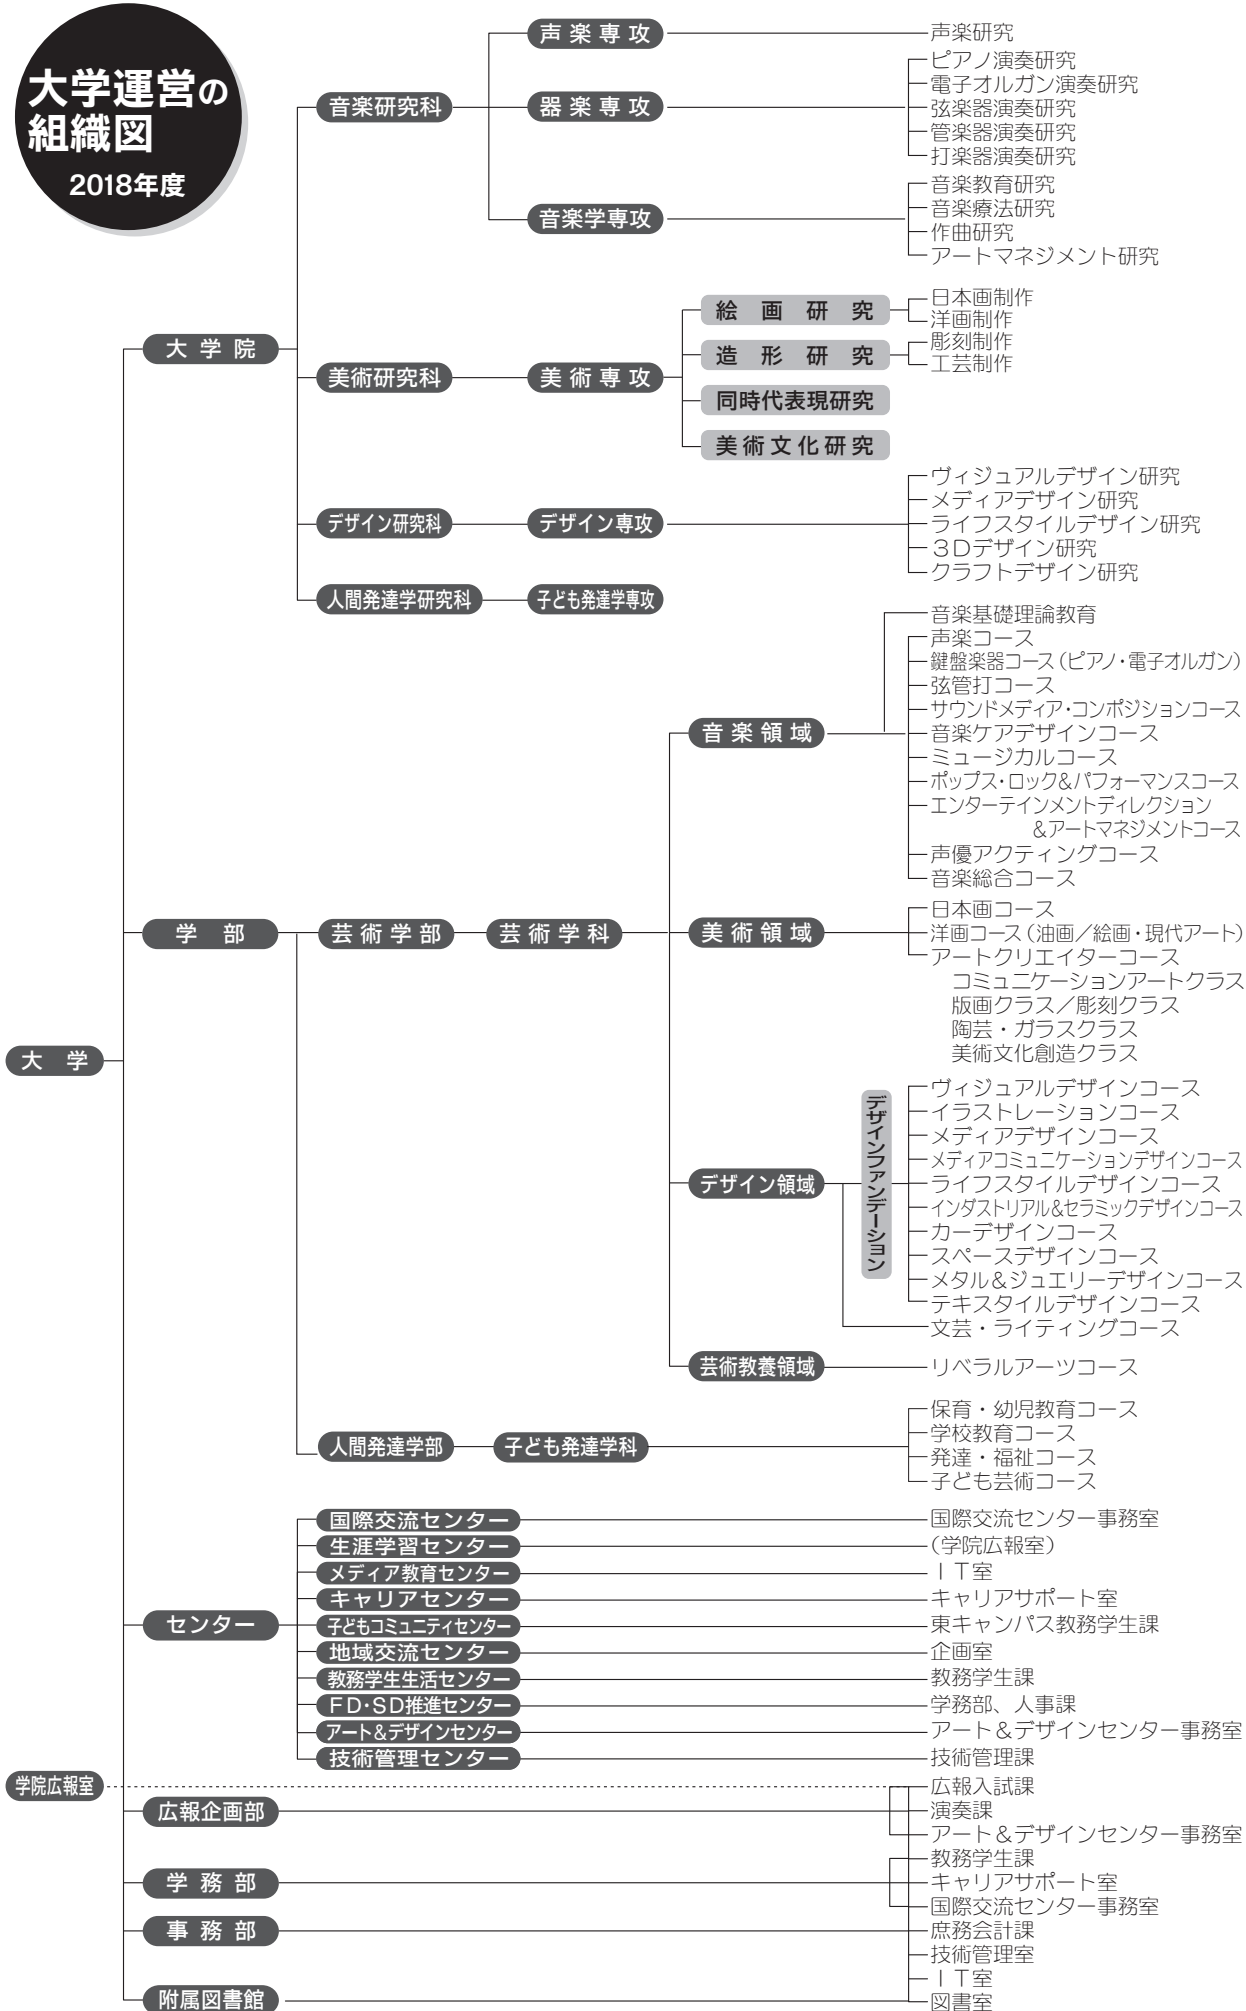 大学運営の
組織図
2018年度
大学
大学院
音楽研究科
声楽専攻
声楽研究
器楽専攻
ピアノ演奏研究
電子オルガン演奏研究
弦楽器演奏研究
管楽器演奏研究
打楽器演奏研究
音楽学専攻
音楽教育研究
音楽療法研究
作曲研究
アートマネジメント研究
美術研究科
美術専攻
絵画研究
日本画制作
洋画制作
造形研究
彫刻制作
工芸制作
同時代表現研究
美術文化研究
デザイン研究科
デザイン専攻
ヴィジュアルデザイン研究
メディアデザイン研究
ライフスタイルデザイン研究
3Dデザイン研究
クラフトデザイン研究
人間発達学研究科
子ども発達学専攻
学部
芸術学部
芸術学科
音楽領域
音楽基礎理論教育
声楽コース
鍵盤楽器コース(ピアノ・電子オルガン)
弦管打コース
サウンドメディア・コンポジションコース
音楽ケアデザインコース
ミュージカルコース
ポップス・ロック&パフォーマンスコース
エンターテインメントディレクション
&アートマネジメントコース
声優アクティングコース
音楽総合コース
美術領域
日本画コース
洋画コース(油画/絵画・現代アート)
アートクリエイターコース
コミュニケーションアートクラス
版画クラス/彫刻クラス
陶芸・ガラスクラス
美術文化創造クラス
デザイン領域
デザインファンデーション
ヴィジュアルデザインコース
イラストレーションコース
メディアデザインコース
メディアコミュニケーションデザインコース
ライフスタイルデザインコース
インダストリアル&セラミックデザインコース
カーデザインコース
スペースデザインコース
メタル&ジュエリーデザインコース
テキスタイルデザインコース
文芸・ライティングコース
芸術教養領域
リベラルアーツコース
人間発達学部
子ども発達学科
保育・幼児教育コース
学校教育コース
発達・福祉コース
子ども芸術コース
センター
国際交流センター
国際交流センター事務室
生涯学習センター
(学院広報室)
メディア教育センター
IT室
キャリアセンター
キャリアサポート室
子どもコミュニティセンター
東キャンパス教務学生課
地域交流センター
企画室
教務学生生活センター
教務学生課
FD・SD推進センター
学務部、人事課
アート&デザインセンター
アート&デザインセンター事務室
技術管理センター
技術管理課
学院広報室
広報企画部
広報入試課
演奏課
アート&デザインセンター事務室
学務部
教務学生課
キャリアサポート室
国際交流センター事務室
事務部
庶務会計課
技術管理室
IT室
附属図書館
図書室